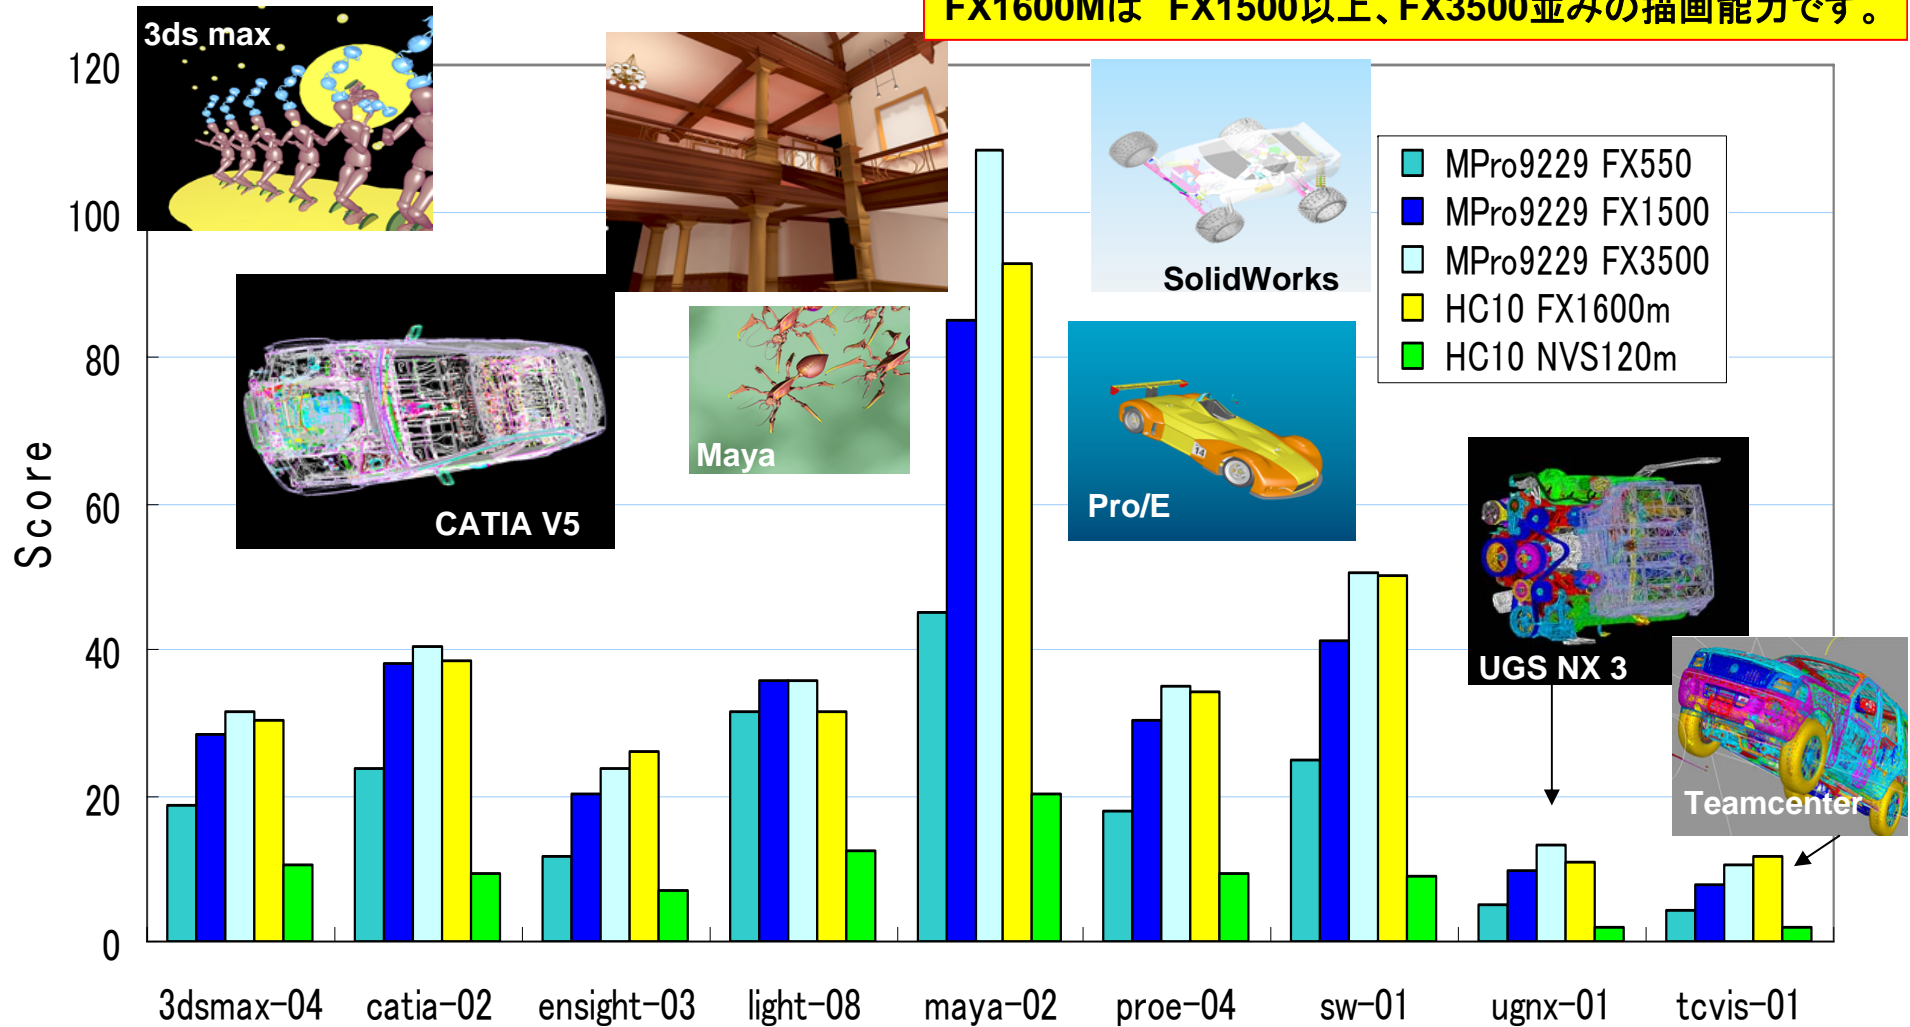 FX1600Mは FX1500以上、FX3500並みの描画能力です。
3ds max
SolidWorks
CATIA V5
Maya
Pro/E
UGS NX 3
Teamcenter
MPro9229 FX550
MPro9229 FX1500
MPro9229 FX3500
HC10 FX1600m
HC10 NVS120m
Score
120
100
80
60
40
20
0
14
3dsmax-04 catia-02 ensight-03 light-08 maya-02 proe-04 sw-01 ugnx-01 tcvis-01